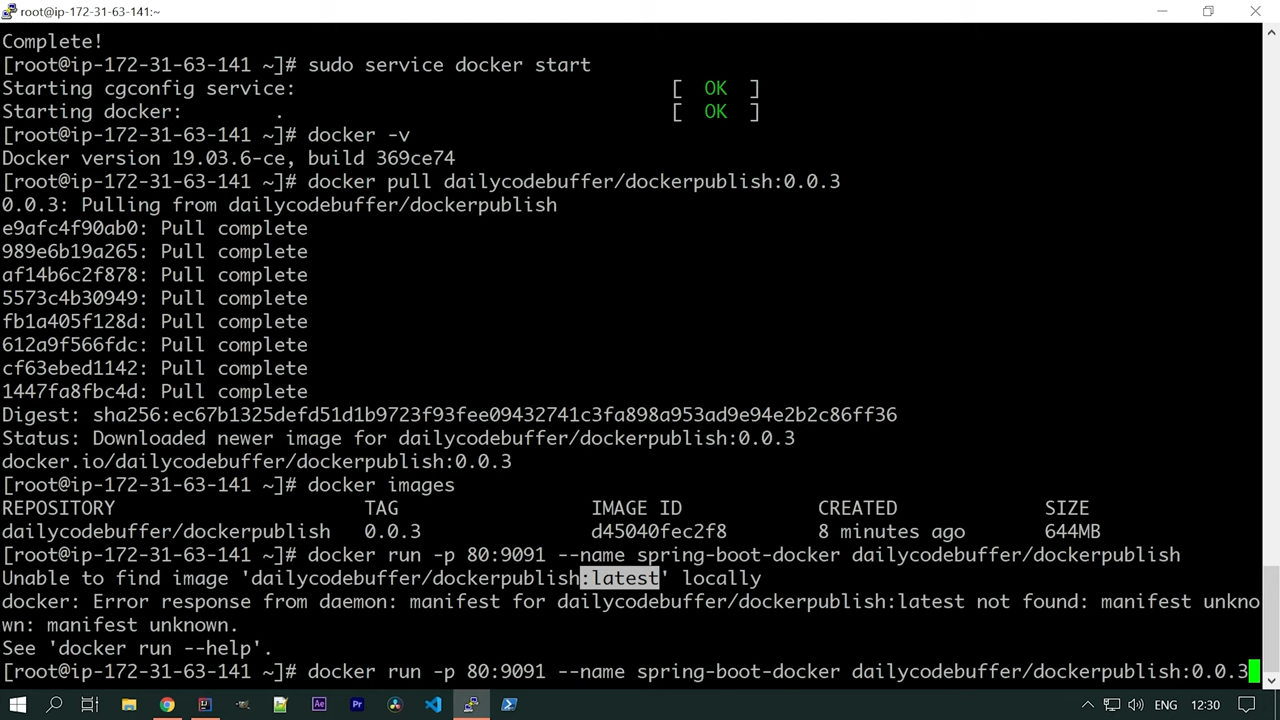 root@ip-172-31-63-141:~
Complete!
[root@ip-172-31-63-141 ~]# sudo service docker start
Starting cgconfig service:                                 [  OK  ]
Starting docker:         .                                 [  OK  ]
[root@ip-172-31-63-141 ~]# docker -v
Docker version 19.03.6-ce, build 369ce74
[root@ip-172-31-63-141 ~]# docker pull dailycodebuffer/dockerpublish:0.0.3
0.0.3: Pulling from dailycodebuffer/dockerpublish
e9afc4f90ab0: Pull complete
989e6b19a265: Pull complete
af14b6c2f878: Pull complete
5573c4b30949: Pull complete
fb1a405f128d: Pull complete
612a9f566fdc: Pull complete
cf63ebed1142: Pull complete
1447fa8fbc4d: Pull complete
Digest: sha256:ec67b1325defd51d1b9723f93fee09432741c3fa898a953ad9e94e2b2c86ff36
Status: Downloaded newer image for dailycodebuffer/dockerpublish:0.0.3
docker.io/dailycodebuffer/dockerpublish:0.0.3
[root@ip-172-31-63-141 ~]# docker images
REPOSITORY                      TAG                 IMAGE ID            CREATED             SIZE
dailycodebuffer/dockerpublish   0.0.3               d45040fec2f8        8 minutes ago       644MB
[root@ip-172-31-63-141 ~]# docker run -p 80:9091 --name spring-boot-docker dailycodebuffer/dockerpublish
Unable to find image 'dailycodebuffer/dockerpublish:latest' locally
docker: Error response from daemon: manifest for dailycodebuffer/dockerpublish:latest not found: manifest unkno
wn: manifest unknown.
See 'docker run --help'.
[root@ip-172-31-63-141 ~]# docker run -p 80:9091 --name spring-boot-docker dailycodebuffer/dockerpublish:0.0.3
Ae
Pr
ENG
12:30